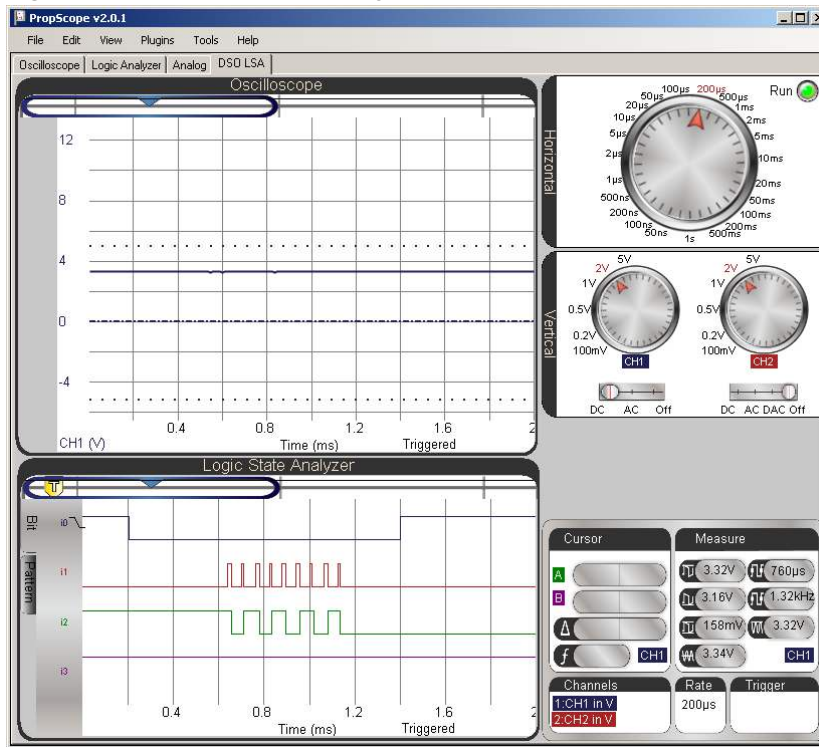 PropScope v2.0.1
File Edit View Plugins Tools Help
Oscilloscope Logic Analyzer Analog DSO LSA
Oscilloscope
12
8
4
0
-4
0.4 0.8 1.2 1.6 2
CH1 (V) Time (ms) Triggered
Horizontal
Run
50ns 100ns 200ns 500ns 1µs 2µs 5µs 10µs 20µs 50µs 100µs 200µs 500µs 1ms 2ms 5ms 10ms 20ms 50ms 100ms 200ms 500ms 1s
Vertical
5V 2V 1V 0.5V 0.2V 100mV
CH1
DC AC Off
5V 2V 1V 0.5V 0.2V 100mV
CH2
DC AC DAC Off
Logic State Analyzer
T
Bit
Pattern
i0
i1
i2
i3
0.4 0.8 1.2 1.6 2
Time (ms) Triggered
Cursor
A
B
Δ
f CH1
Measure
3.32V 760µs
3.16V 1.32kHz
158mV 3.32V
3.34V CH1
Channels
1:CH1 in V
2:CH2 in V
Rate
200µs
Trigger